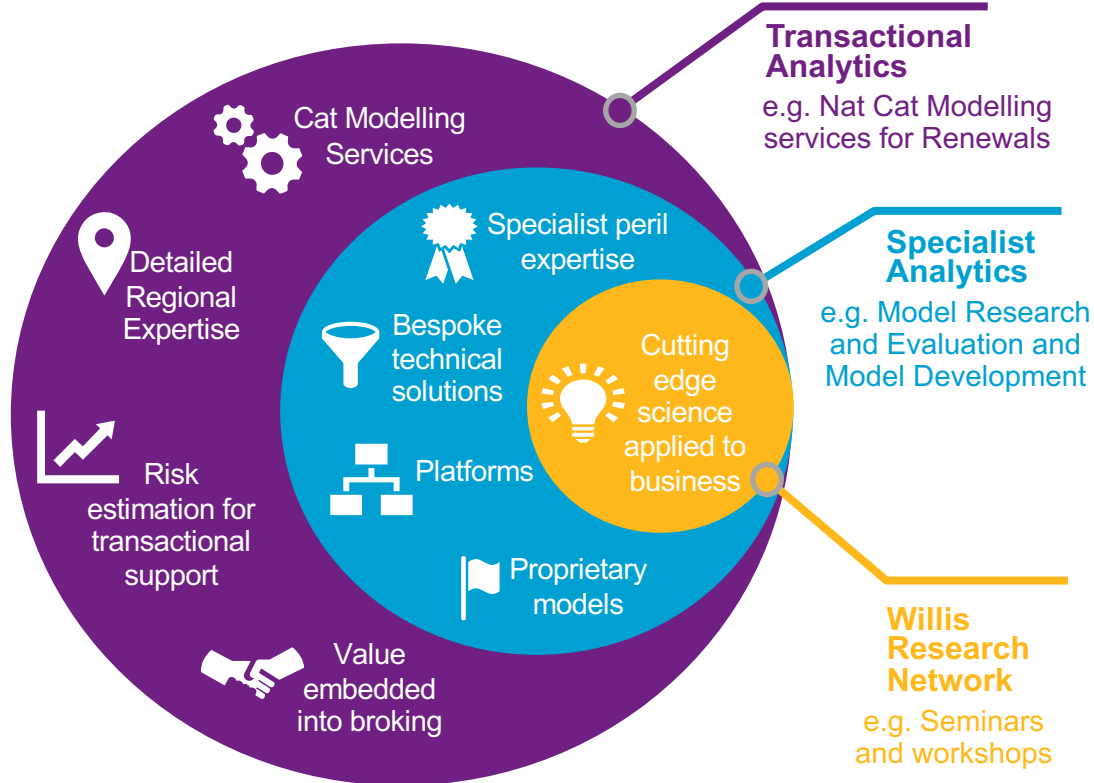 Transactional
Analytics
e.g. Nat Cat Modelling
services for Renewals
Cat Modelling
Services
Detailed
Regional
Expertise
Risk
estimation for
transactional
support
Value
embedded
into broking
Specialist peril
expertise
Bespoke
technical
solutions
Platforms
Proprietary
models
Cutting
edge
science
applied to
business
Specialist
Analytics
e.g. Model Research
and Evaluation and
Model Development
Willis
Research
Network
e.g. Seminars
and workshops